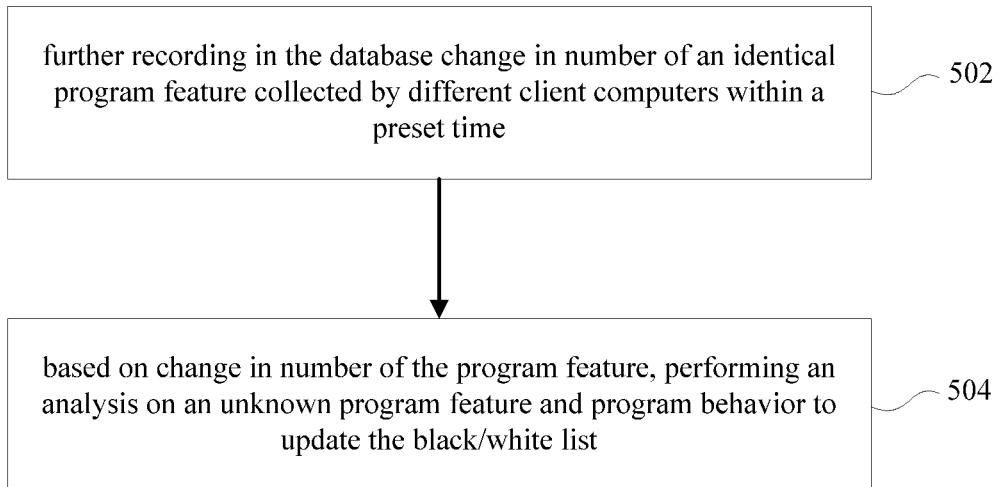 further recording in the database change in number of an identical
program feature collected by different client computers within a
preset time
502
based on change in number of the program feature, performing an
analysis on an unknown program feature and program behavior to
update the black/white list
504